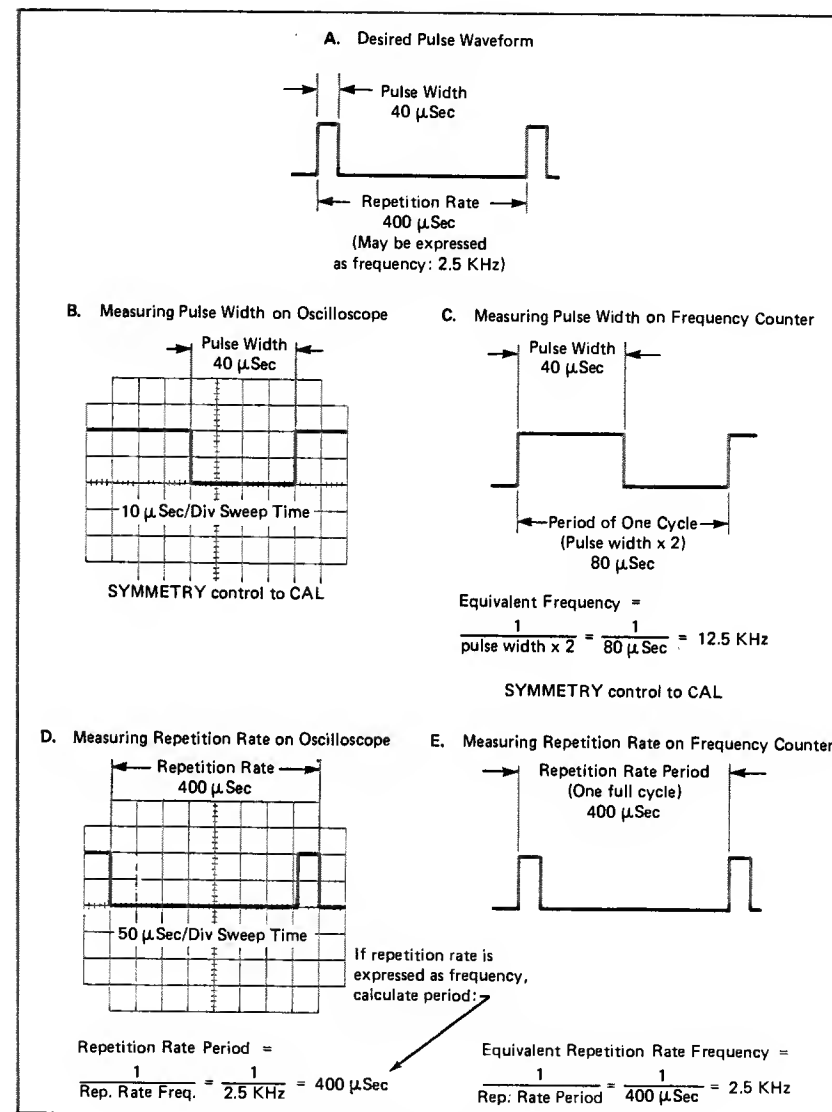 A. Desired Pulse Waveform
Pulse Width
40 μSec
Repetition Rate
400 μSec
(May be expressed
as frequency: 2.5 KHz)
B. Measuring Pulse Width on Oscilloscope
Pulse Width
40 μSec
10 μSec/Div Sweep Time
SYMMETRY control to CAL
C. Measuring Pulse Width on Frequency Counter
Pulse Width
40 μSec
Period of One Cycle
(Pulse width x 2)
80 μSec
Equivalent Frequency =
1 / pulse width x 2 = 1 / 80 μSec = 12.5 KHz
SYMMETRY control to CAL
D. Measuring Repetition Rate on Oscilloscope
Repetition Rate
400 μSec
50 μSec/Div Sweep Time
If repetition rate is
expressed as frequency,
calculate period:
Repetition Rate Period =
1 / Rep. Rate Freq. = 1 / 2.5 KHz = 400 μSec
E. Measuring Repetition Rate on Frequency Counter
Repetition Rate Period
(One full cycle)
400 μSec
Equivalent Repetition Rate Frequency =
1 / Rep. Rate Period = 1 / 400 μSec = 2.5 KHz